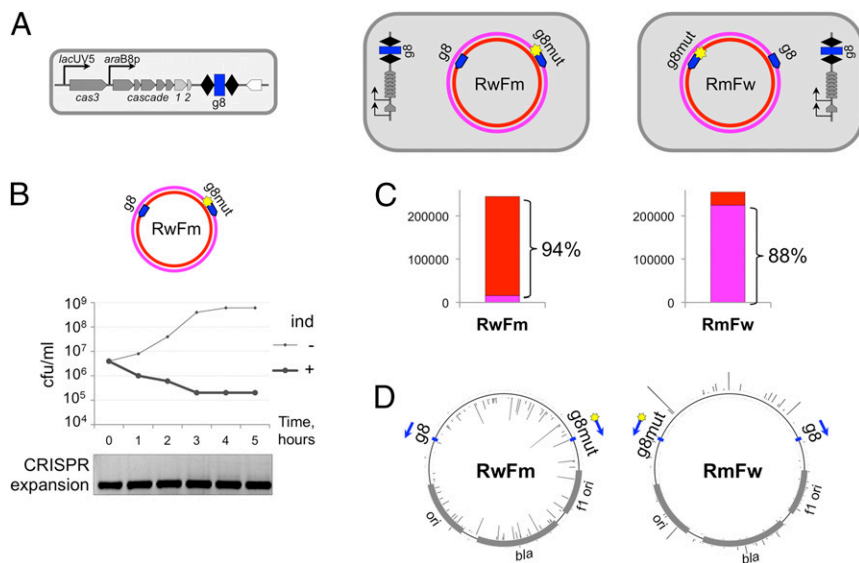 A
lacUV5
araB8p
cas3
cascade
1
2
g8
g8
g8
g8mut
RwFm
g8mut
g8
RmFw
g8
B
g8
g8mut
RwFm
cfu/ml
10⁹
10⁸
10⁷
10⁶
10⁵
10⁴
ind
-
+
0 1 2 3 4 5
Time,
hours
CRISPR
expansion
C
200000
100000
0
94%
RwFm
200000
100000
0
88%
RmFw
D
g8
g8mut
RwFm
ori
bla
f1 ori
g8mut
g8
RmFw
ori
bla
f1 ori